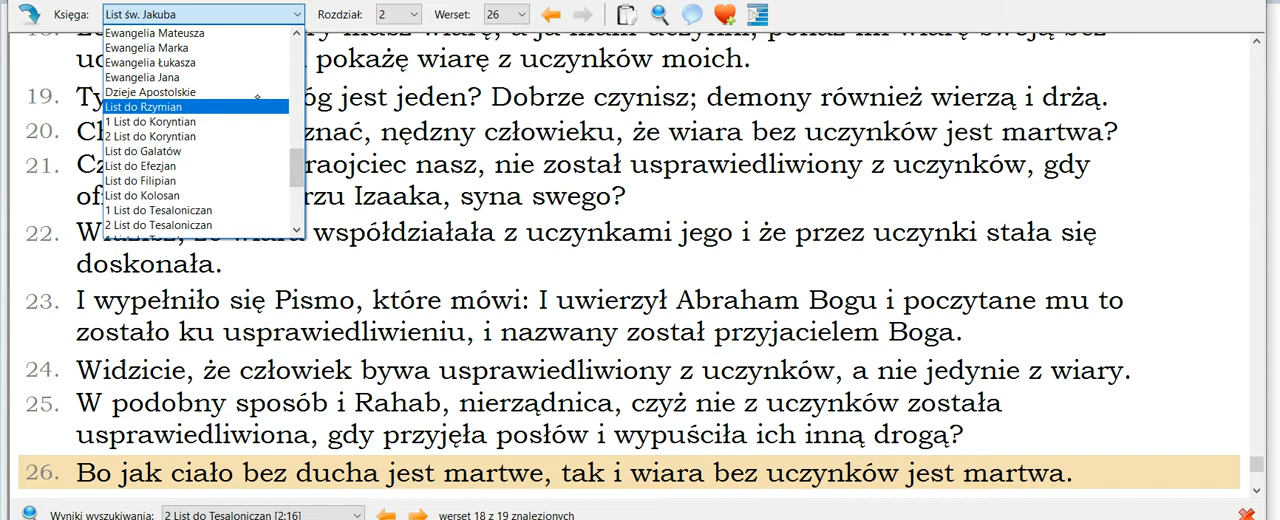 Księga: List św. Jakuba Rozdział: 2 Werset: 26
Ewangelia Mateusza
Ewangelia Marka
Ewangelia Łukasza
Ewangelia Jana
Dzieje Apostolskie
List do Rzymian
1 List do Koryntian
2 List do Koryntian
List do Galatów
List do Efezjan
List do Filipian
List do Kolosan
1 List do Tesaloniczan
2 List do Tesaloniczan
pokażę wiarę z uczynków moich.
19. jest jeden? Dobrze czynisz; demony również wierzą i drżą.
20. nędzny człowieku, że wiara bez uczynków jest martwa?
21. nasz, nie został usprawiedliwiony z uczynków, gdy
Izaaka, syna swego?
22. współdziałała z uczynkami jego i że przez uczynki stała się
doskonała.
23. I wypełniło się Pismo, które mówi: I uwierzył Abraham Bogu i poczytane mu to
zostało ku usprawiedliwieniu, i nazwany został przyjacielem Boga.
24. Widzicie, że człowiek bywa usprawiedliwiony z uczynków, a nie jedynie z wiary.
25. W podobny sposób i Rahab, nierządnica, czyż nie z uczynków została
usprawiedliwiona, gdy przyjęła posłów i wypuściła ich inną drogą?
26. Bo jak ciało bez ducha jest martwe, tak i wiara bez uczynków jest martwa.
Wyniki wyszukiwania: 2 List do Tesaloniczan [2:16] werset 18 z 19 znalezionych